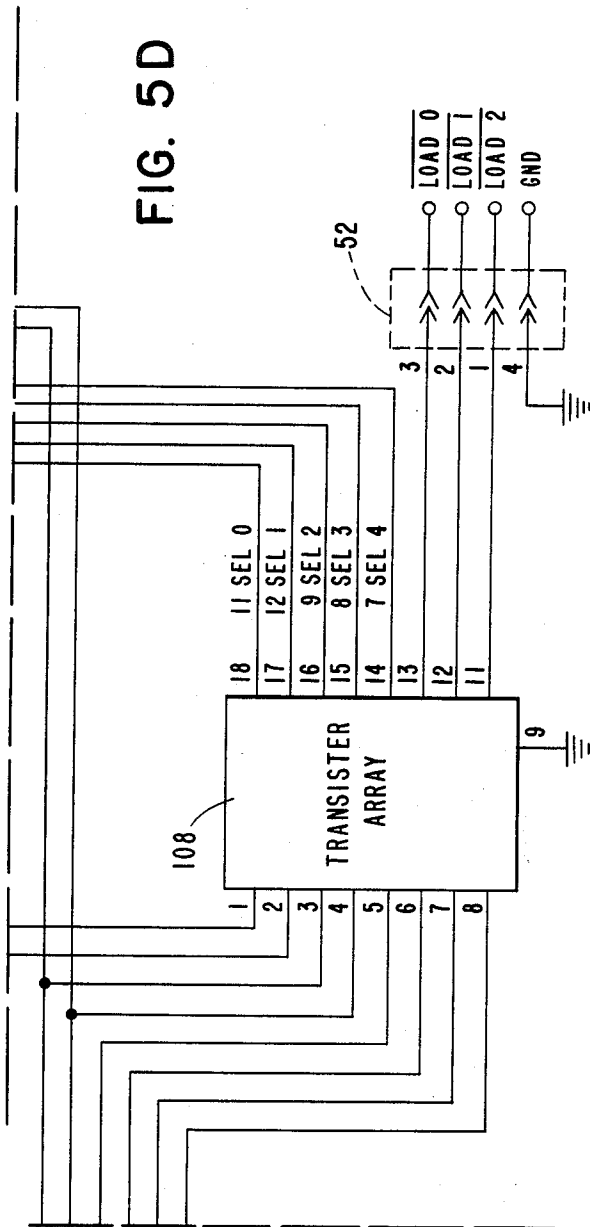 FIG. 5D
108
TRANSISTER
ARRAY
1
2
3
4
5
6
7
8
9
18
17
16
15
14
13
12
11
11 SEL 0
12 SEL 1
9 SEL 2
8 SEL 3
7 SEL 4
52
3
2
1
4
LOAD 0
LOAD 1
LOAD 2
GND